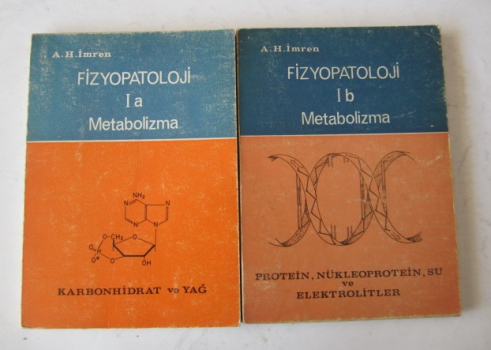 A.H.İmren
FİZYOPATOLOJİ
I a
Metabolizma
NH₂
N
N
N
N
O CH₂
O
P
O
O
OH
KARBONHİDRAT ve YAĞ
A.H.İmren
FİZYOPATOLOJİ
I b
Metabolizma
PROTEİN, NÜKLEOPROTEİN, SU
ve
ELEKTROLİTLER